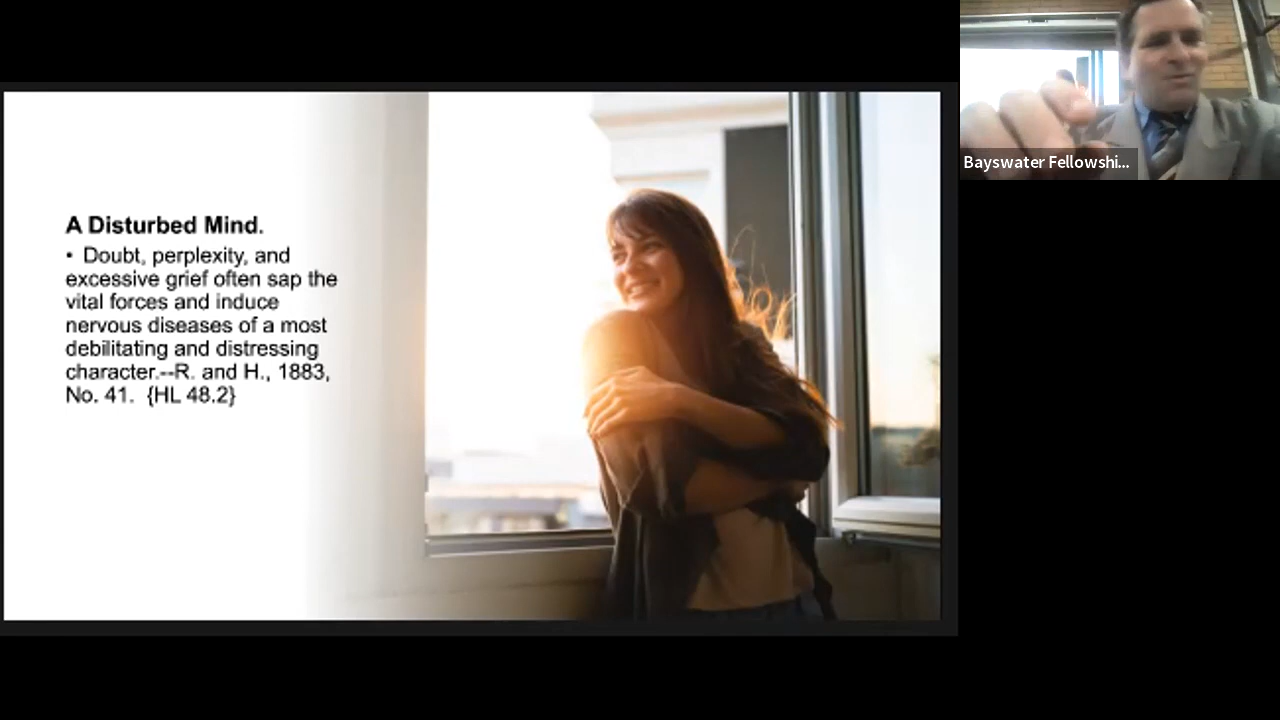 A Disturbed Mind.
• Doubt, perplexity, and
excessive grief often sap the
vital forces and induce
nervous diseases of a most
debilitating and distressing
character.--R. and H., 1883,
No. 41.  {HL 48.2}
Bayswater Fellowshi...